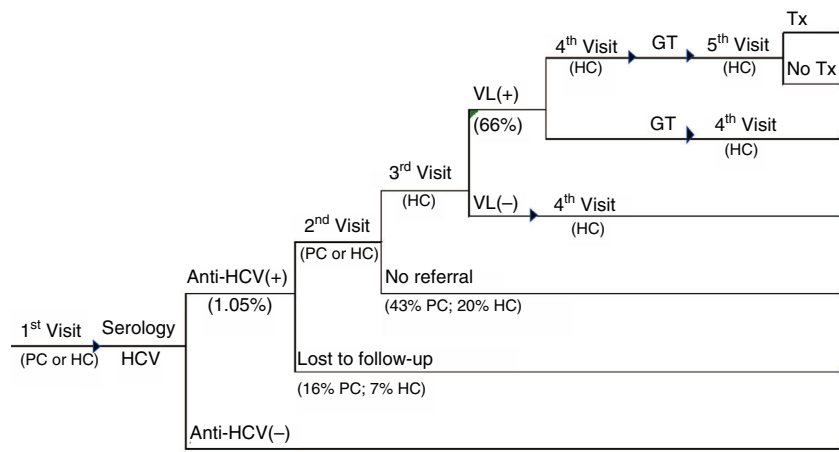 Tx
4th Visit GT 5th Visit
(HC) (HC) No Tx
VL(+)
(66%)
GT 4th Visit
(HC)
3rd Visit
(HC)
VL(–) 4th Visit
(HC)
2nd Visit
(PC or HC)
Anti-HCV(+) No referral
(1.05%) (43% PC; 20% HC)
1st Visit Serology
(PC or HC) HCV
Lost to follow-up
(16% PC; 7% HC)
Anti-HCV(–)